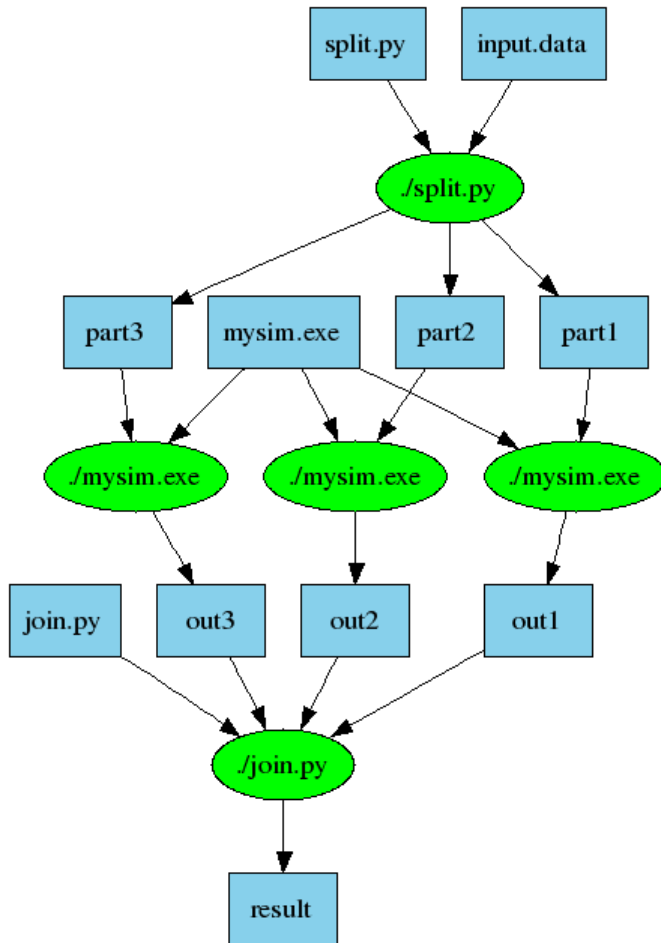 split.py
input.data
./split.py
part3
mysim.exe
part2
part1
./mysim.exe
./mysim.exe
./mysim.exe
join.py
out3
out2
out1
./join.py
result